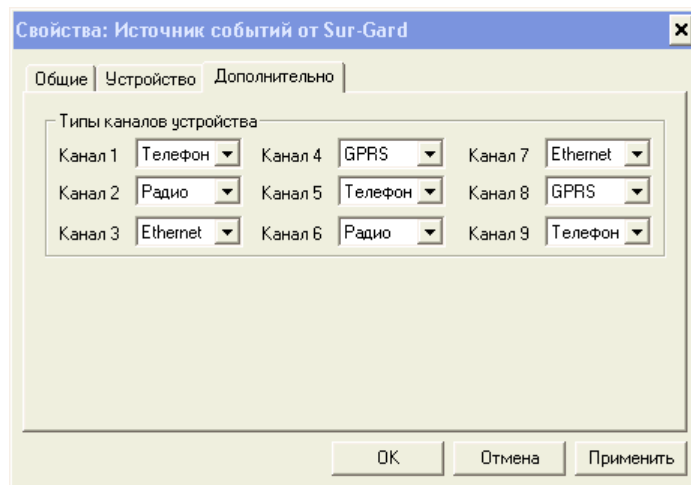 Свойства: Источник событий от Sur-Gard
Общие Устройство Дополнительно
Типы каналов устройства
Канал 1 Телефон Канал 4 GPRS Канал 7 Ethernet
Канал 2 Радио Канал 5 Телефон Канал 8 GPRS
Канал 3 Ethernet Канал 6 Радио Канал 9 Телефон
OK Отмена Применить